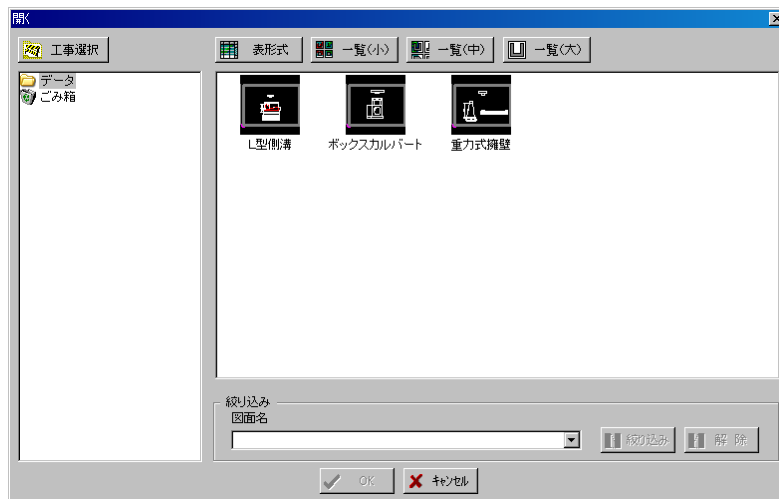 開く
工事選択
表形式
一覧(小)
一覧(中)
一覧(大)
データ
ごみ箱
L型側溝
ボックスカルバート
重力式擁壁
絞り込み
図面名
絞り込み
解 除
OK
キャンセル